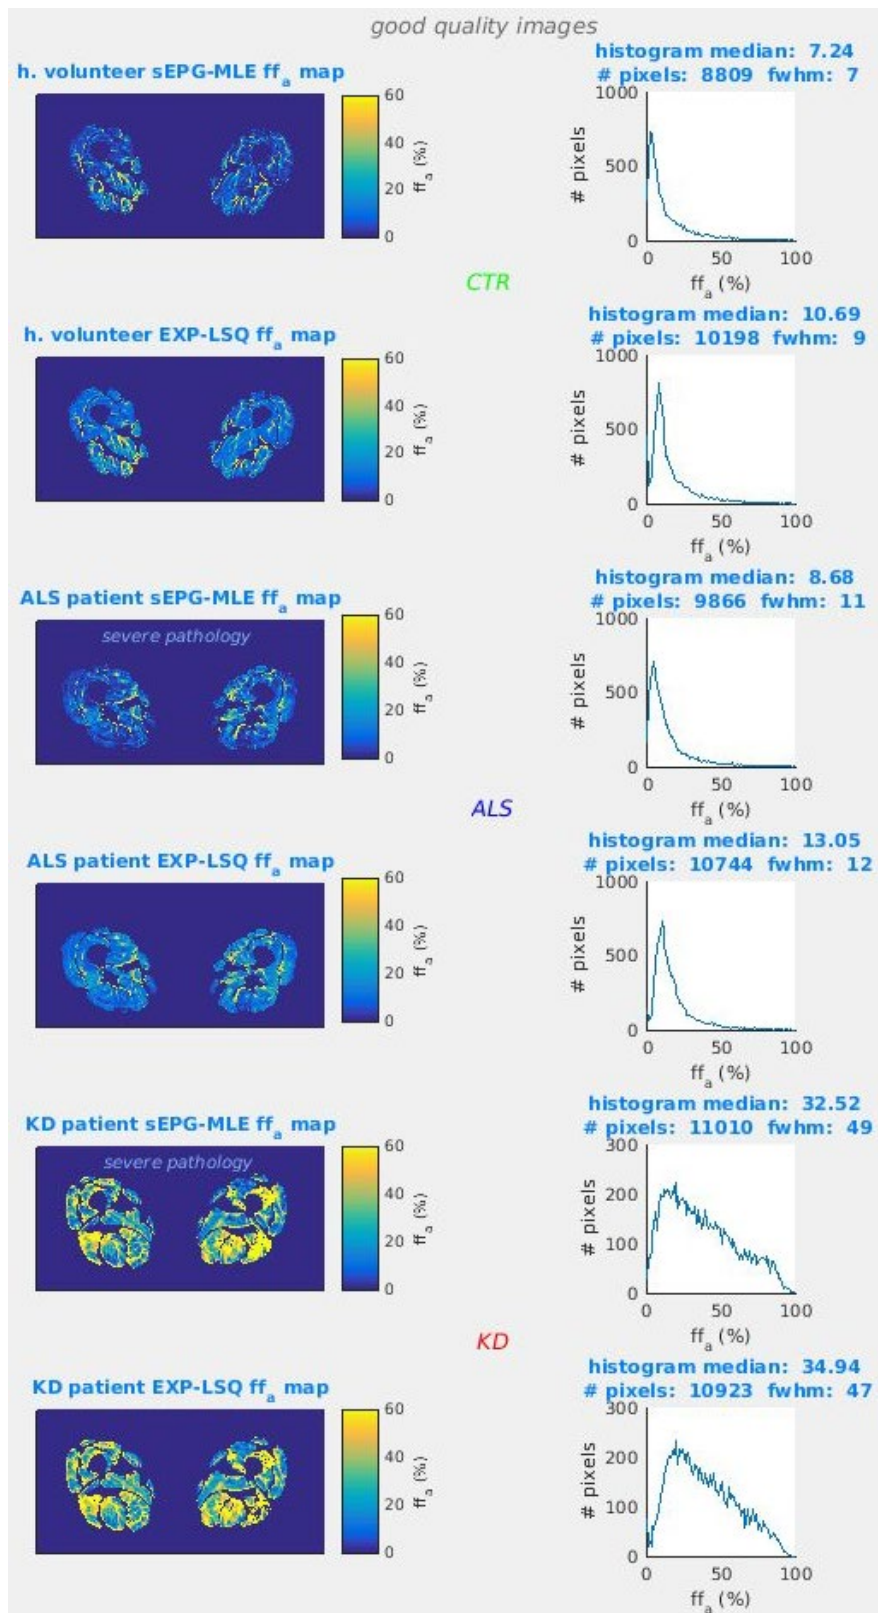 good quality images
h. volunteer sEPG-MLE ff_a map
histogram median: 7.24
# pixels: 8809 fwhm: 7
60
40
20
0
ff_a (%)
1000
500
0
# pixels
0 50 100
ff_a (%)
CTR
h. volunteer EXP-LSQ ff_a map
histogram median: 10.69
# pixels: 10198 fwhm: 9
60
40
20
0
ff_a (%)
1000
500
0
# pixels
0 50 100
ff_a (%)
ALS patient sEPG-MLE ff_a map
severe pathology
histogram median: 8.68
# pixels: 9866 fwhm: 11
60
40
20
0
ff_a (%)
1000
500
0
# pixels
0 50 100
ff_a (%)
ALS
ALS patient EXP-LSQ ff_a map
histogram median: 13.05
# pixels: 10744 fwhm: 12
60
40
20
0
ff_a (%)
1000
500
0
# pixels
0 50 100
ff_a (%)
KD patient sEPG-MLE ff_a map
severe pathology
histogram median: 32.52
# pixels: 11010 fwhm: 49
60
40
20
0
ff_a (%)
300
200
100
0
# pixels
0 50 100
ff_a (%)
KD
KD patient EXP-LSQ ff_a map
histogram median: 34.94
# pixels: 10923 fwhm: 47
60
40
20
0
ff_a (%)
300
200
100
0
# pixels
0 50 100
ff_a (%)